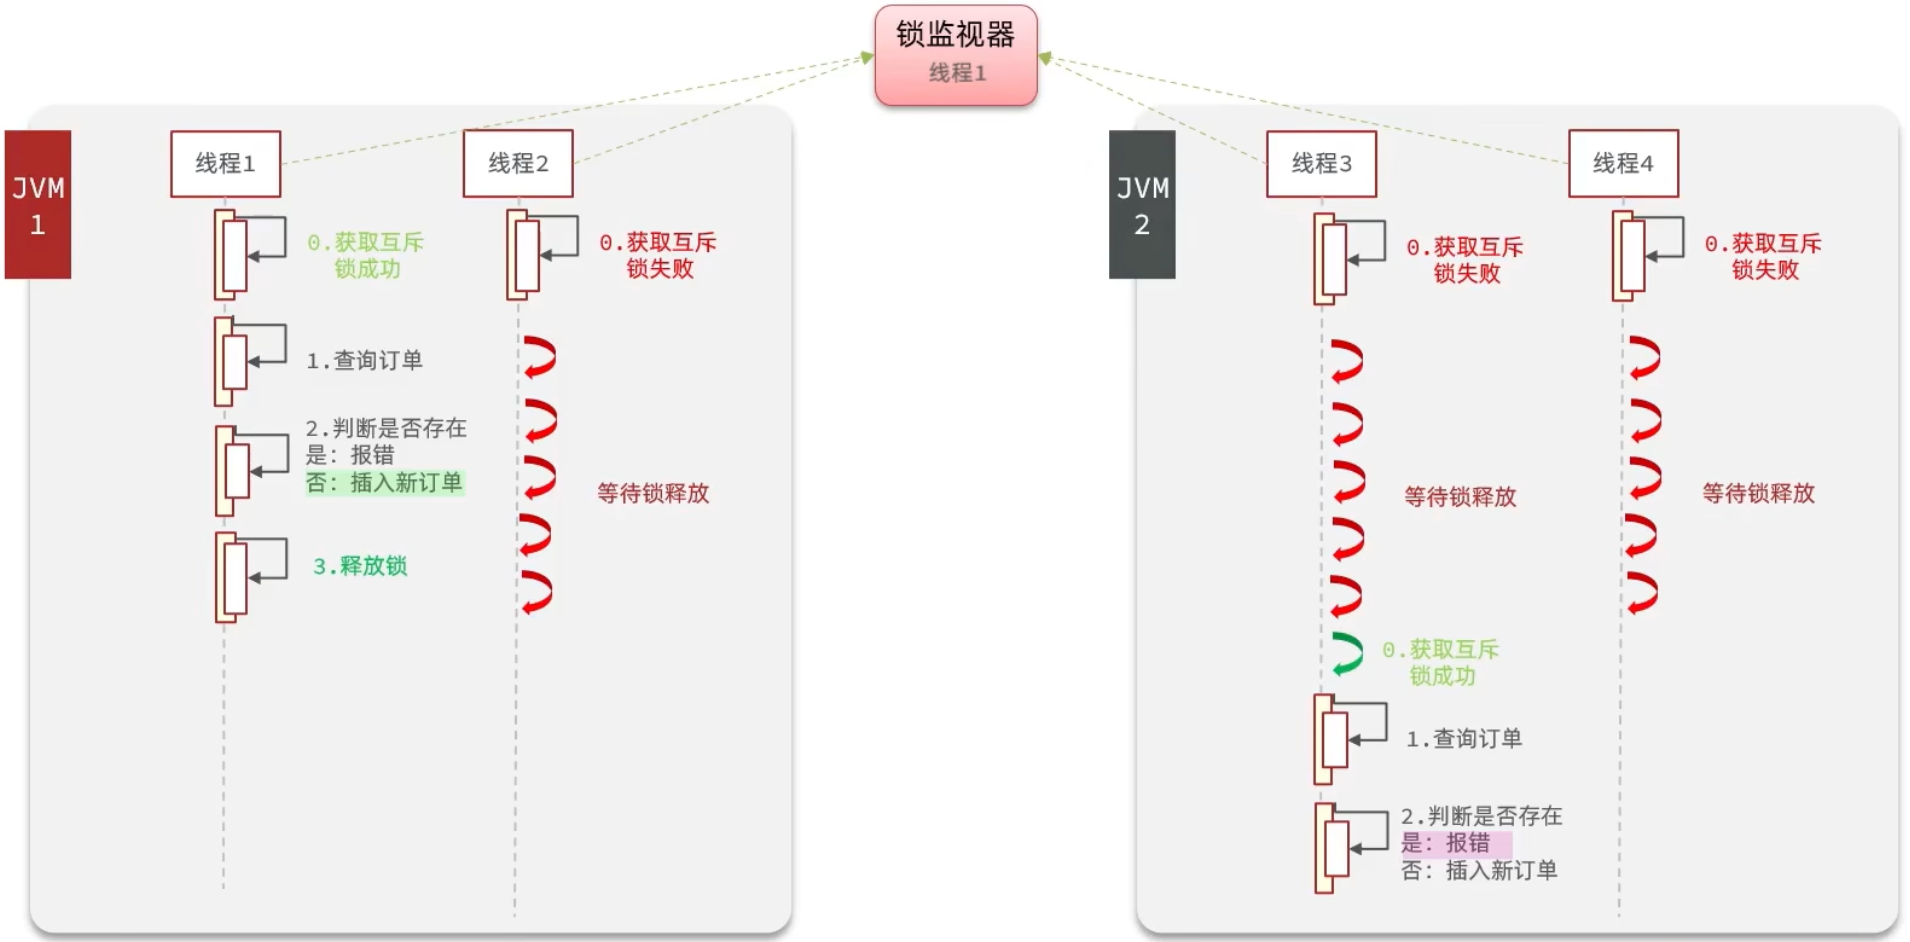 锁监视器
线程1
JVM
1
线程1
0.获取互斥
锁成功
1.查询订单
2.判断是否存在
是：报错
否：插入新订单
3.释放锁
线程2
0.获取互斥
锁失败
等待锁释放
JVM
2
线程3
0.获取互斥
锁失败
等待锁释放
0.获取互斥
锁成功
1.查询订单
2.判断是否存在
是：报错
否：插入新订单
线程4
0.获取互斥
锁失败
等待锁释放